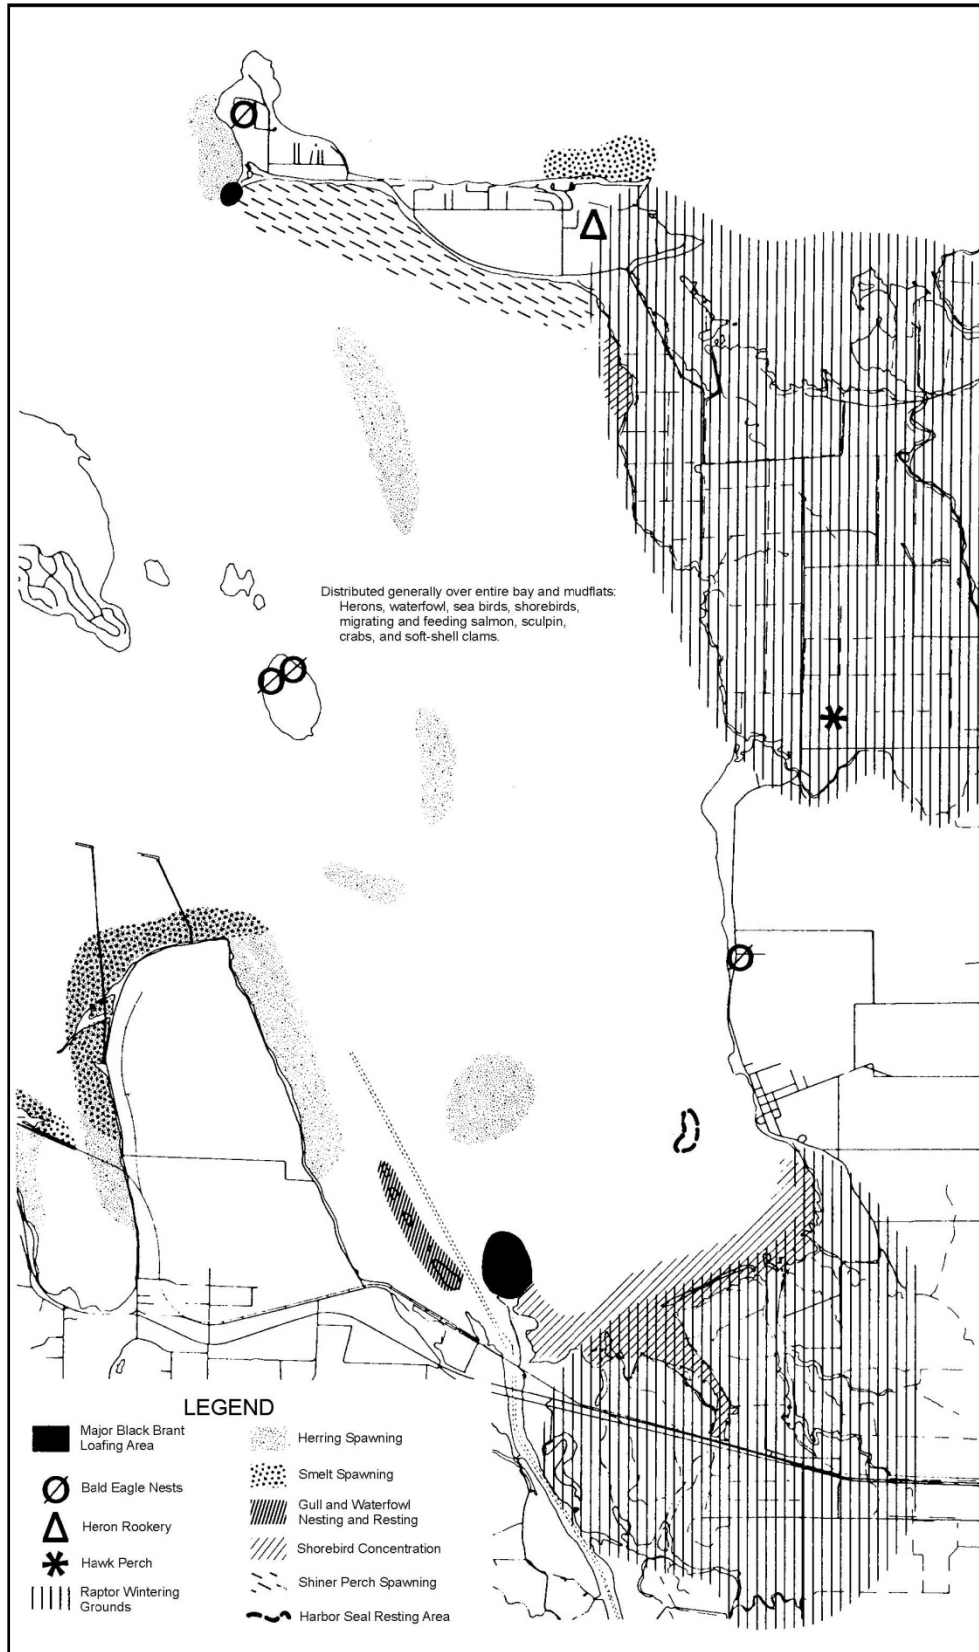 Distributed generally over entire bay and mudflats:
Herons, waterfowl, sea birds, shorebirds,
migrating and feeding salmon, sculpin,
crabs, and soft-shell clams.
LEGEND
Major Black Brant
Loafing Area
Bald Eagle Nests
Heron Rookery
Hawk Perch
Raptor Wintering
Grounds
Herring Spawning
Smelt Spawning
Gull and Waterfowl
Nesting and Resting
Shorebird Concentration
Shiner Perch Spawning
Harbor Seal Resting Area